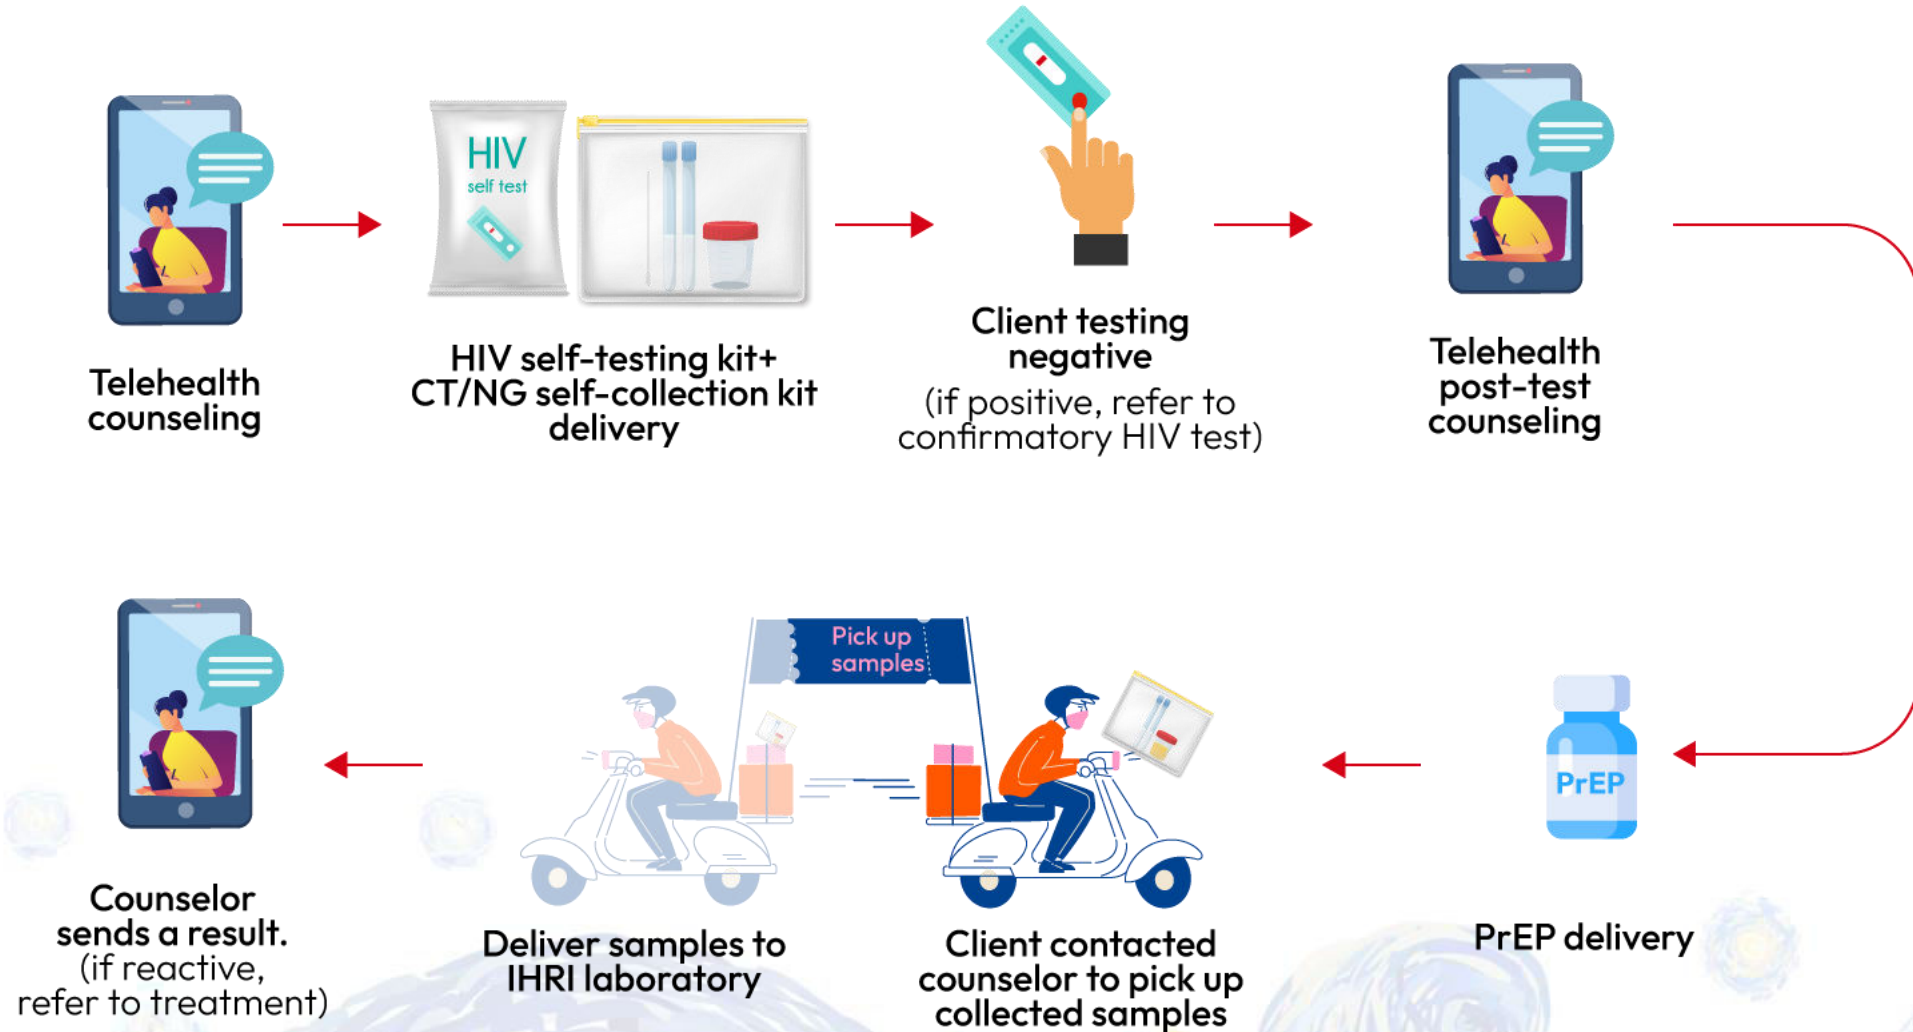 HIV
self test
Telehealth
counseling
HIV self-testing kit+
CT/NG self-collection kit
delivery
Client testing
negative
(if positive, refer to
confirmatory HIV test)
Telehealth
post-test
counseling
PrEP
PrEP delivery
Pick up
samples
Client contacted
counselor to pick up
collected samples
Deliver samples to
IHRI laboratory
Counselor
sends a result.
(if reactive,
refer to treatment)